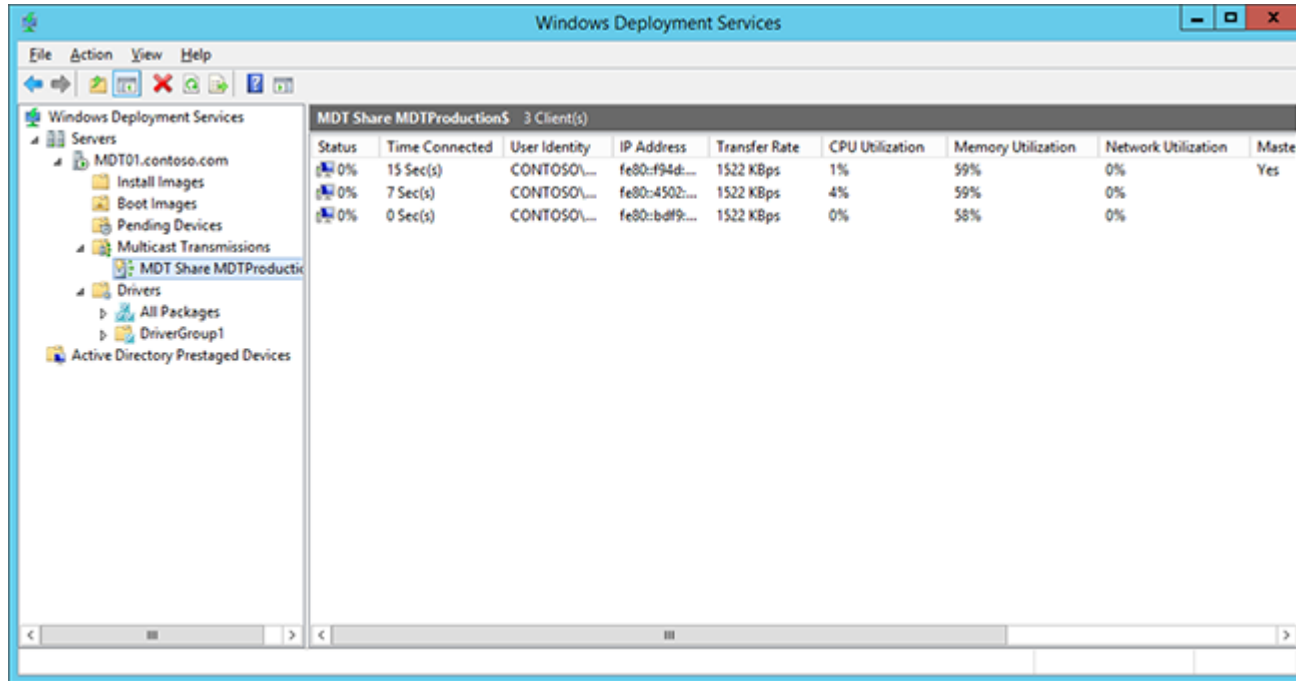 Windows Deployment Services
File Action View Help
Windows Deployment Services
Servers
MDT01.contoso.com
Install Images
Boot Images
Pending Devices
Multicast Transmissions
MDT Share MDTProductio
Drivers
All Packages
DriverGroup1
Active Directory Prestaged Devices
MDT Share MDTProduction$ 3 Client(s)
Status Time Connected User Identity IP Address Transfer Rate CPU Utilization Memory Utilization Network Utilization Maste
0% 15 Sec(s) CONTOSO\... fe80::f94d:... 1522 KBps 1% 59% 0% Yes
0% 7 Sec(s) CONTOSO\... fe80::4502:... 1522 KBps 4% 59% 0%
0% 0 Sec(s) CONTOSO\... fe80::bdf9:... 1522 KBps 0% 58% 0%